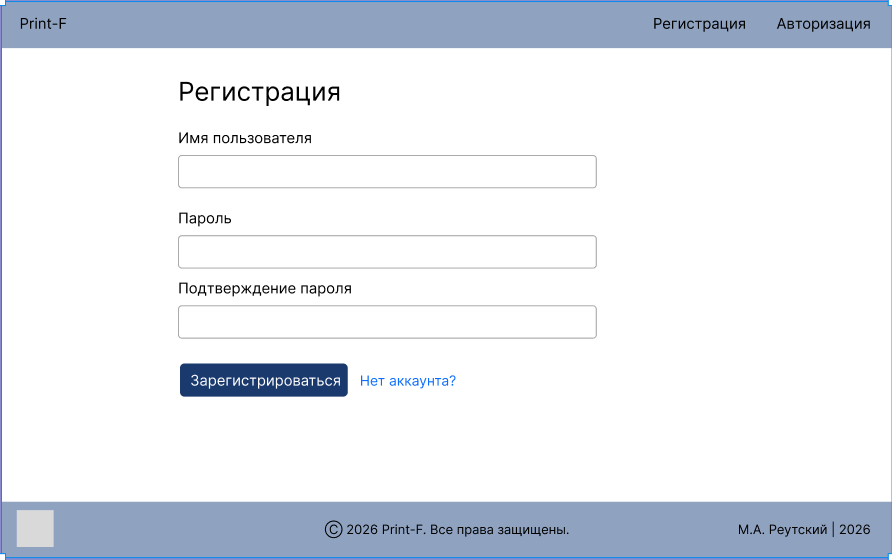 Print-F Регистрация Авторизация
Регистрация
Имя пользователя
Пароль
Подтверждение пароля
Зарегистрироваться Нет аккаунта?
© 2026 Print-F. Все права защищены. М.А. Реутский | 2026